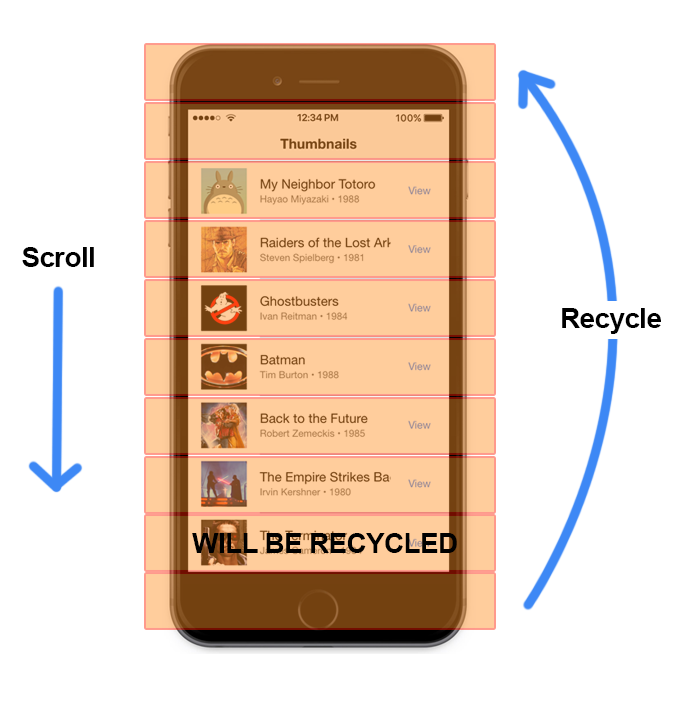 12:34 PM
100%
Thumbnails
My Neighbor Totoro
Hayao Miyazaki • 1988
View
Raiders of the Lost Ark
Steven Spielberg • 1981
View
Scroll
Ghostbusters
Ivan Reitman • 1984
View
Recycle
Batman
Tim Burton • 1988
View
Back to the Future
Robert Zemeckis • 1985
View
The Empire Strikes Ba
Irvin Kershner • 1980
View
The Terminator
WILL BE RECYCLED
View